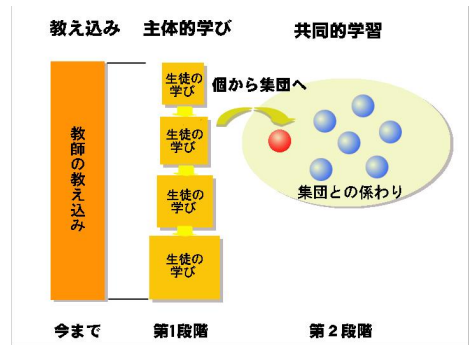 教え込み
主体的学び
共同的学習
教師の教え込み
生徒の
学び
生徒の
学び
生徒の
学び
生徒の
学び
個から集団へ
集団との係わり
今まで
第1段階
第２段階